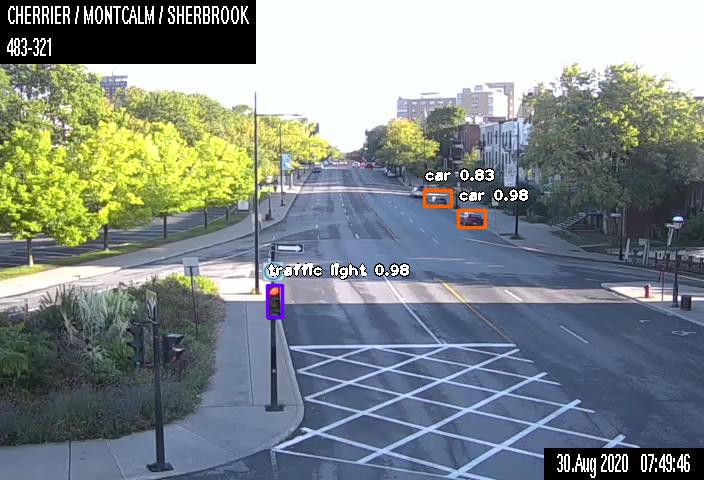 CHERRIER / MONTCALM / SHERBROOK
483-321
car 0.83
car 0.98
traffic light 0.98
30.Aug 2020 07:49:46